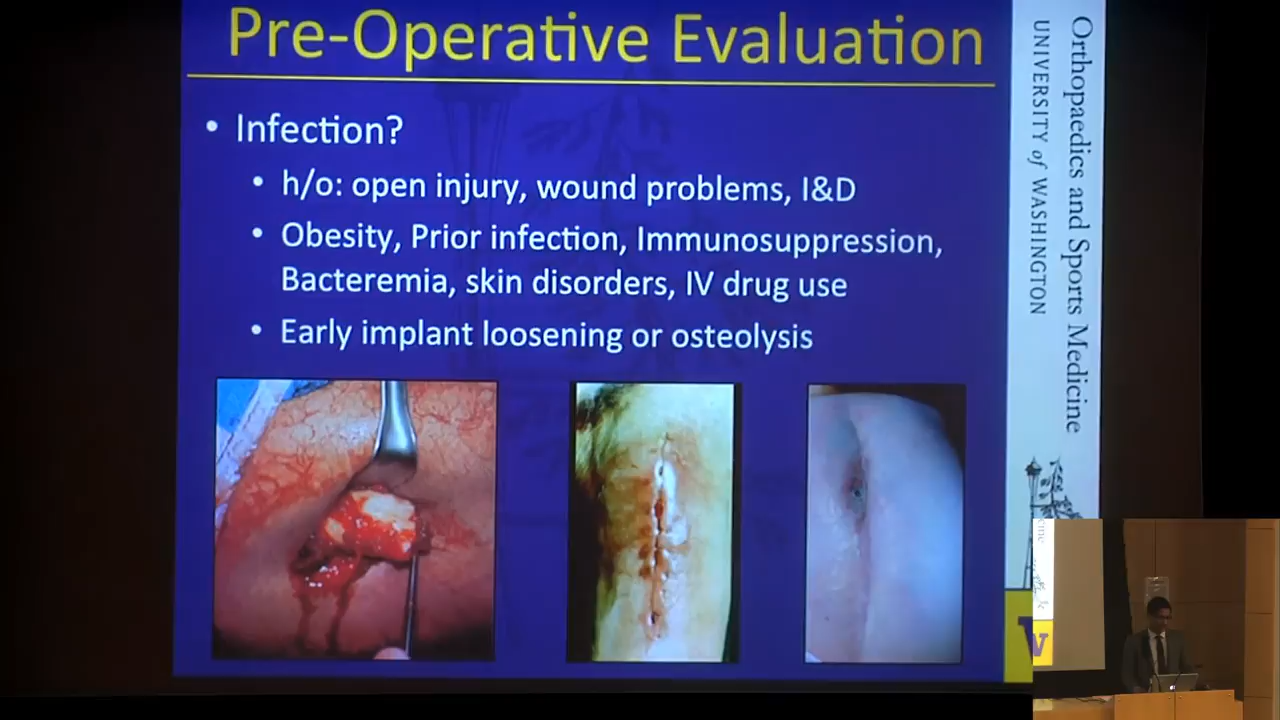 Pre-Operative Evaluation
• Infection?
• h/o: open injury, wound problems, I&D
• Obesity, Prior infection, Immunosuppression,
Bacteremia, skin disorders, IV drug use
• Early implant loosening or osteolysis
Orthopaedics and Sports Medicine
UNIVERSITY of WASHINGTON
W